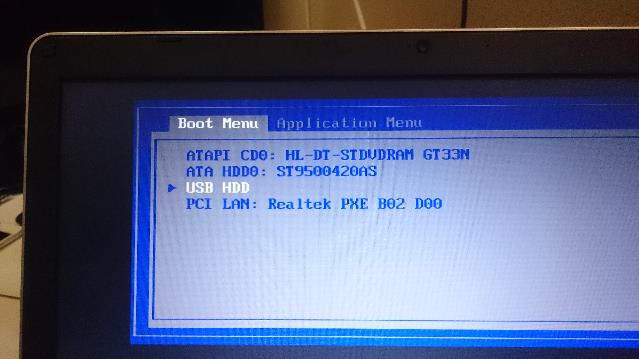 Boot Menu Application Menu
ATAPI CD0: HL-DT-STDVDRAM GT33N
ATA HDD0: ST9500420AS
USB HDD
PCI LAN: Realtek PXE B02 D00